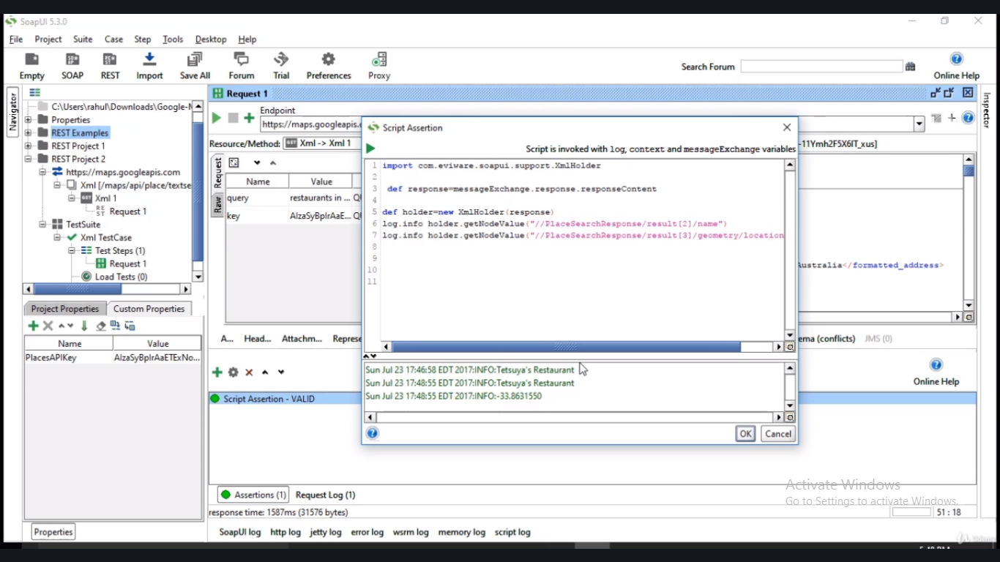 SoapUI 5.3.0
File Project Suite Case Step Tools Desktop Help
Empty SOAP REST Import Save All Forum Trial Preferences Proxy
Search Forum
Online Help
Navigator
C:\Users\rahul\Downloads\Google-
Properties
REST Examples
REST Project 1
REST Project 2
https://maps.googleapis.com
Xml [/maps/api/place/textse
Xml 1
Request 1
TestSuite
Xml TestCase
Test Steps (1)
Request 1
Load Tests (0)
Project Properties Custom Properties
Name Value
PlacesAPIKey AIzaSyBplrAaETExNo...
Properties
Request 1
Endpoint
https://maps.googleapis.
Resource/Method: GET Xml -> Xml 1
-11Ymh2F5X6IT_xus]
Request
Raw
Name Value
query restaurants in ... QU
key AIzaSyBplrAaE... QU
Australia</formatted_address>
A... Head... Attachm... Represe
ema (conflicts) JMS (0)
Script Assertion
Script is invoked with log, context and messageExchange variables
1 import com.eviware.soapui.support.XmlHolder
2
3 def response=messageExchange.response.responseContent
4
5 def holder=new XmlHolder(response)
6 log.info holder.getNodeValue("//PlaceSearchResponse/result[2]/name")
7 log.info holder.getNodeValue("//PlaceSearchResponse/result[3]/geometry/location
8
9
10
11
Sun Jul 23 17:46:58 EDT 2017:INFO:Tetsuya's Restaurant
Sun Jul 23 17:48:55 EDT 2017:INFO:Tetsuya's Restaurant
Sun Jul 23 17:48:55 EDT 2017:INFO:-33.8631550
OK Cancel
Online Help
Script Assertion - VALID
Assertions (1) Request Log (1)
response time: 1587ms (31576 bytes)
51 : 18
SoapUI log http log jetty log error log wsrm log memory log script log
Inspector
Activate Windows
Go to Settings to activate Windows.